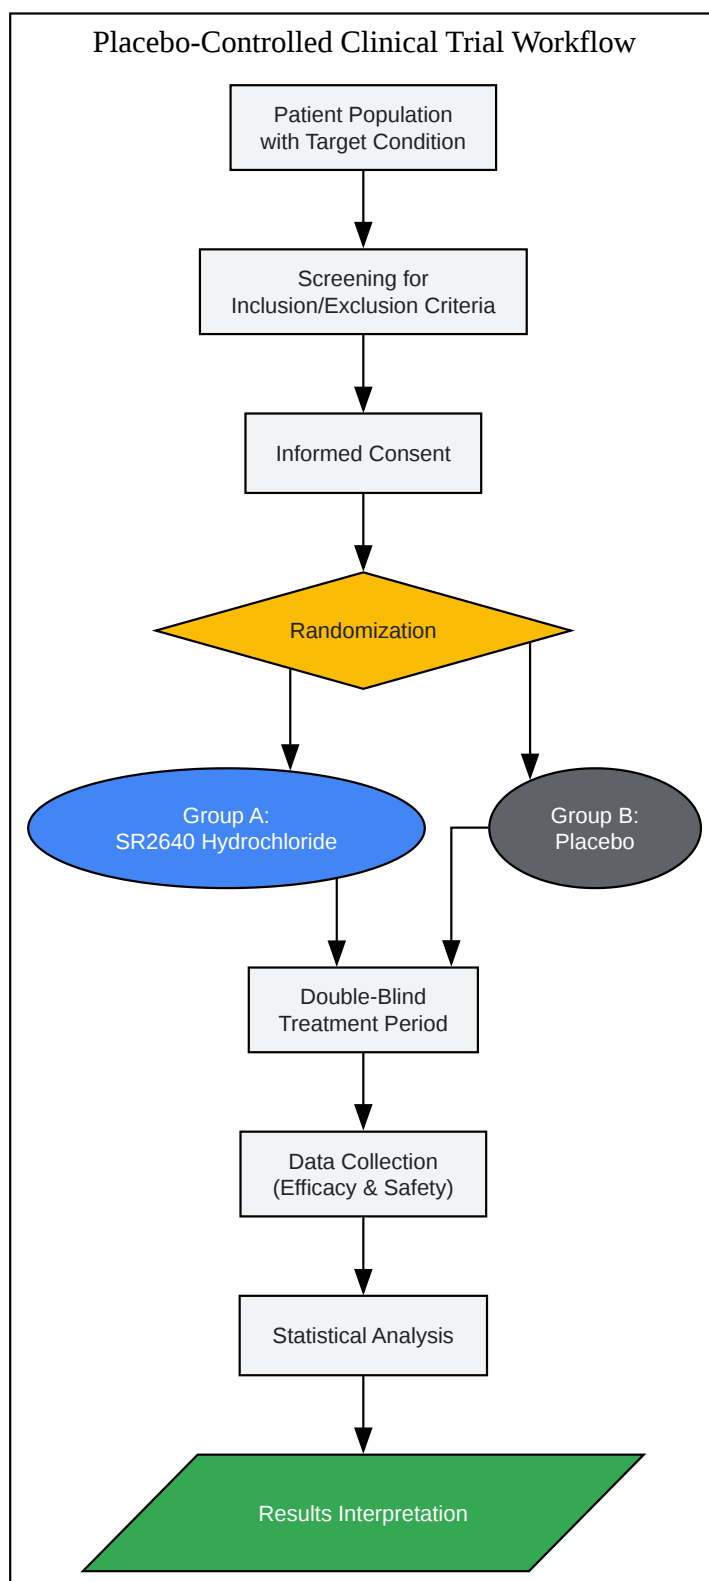 Placebo-Controlled Clinical Trial Workflow
Patient Population
with Target Condition
Screening for
Inclusion/Exclusion Criteria
Informed Consent
Randomization
Group A:
SR2640 Hydrochloride
Group B:
Placebo
Double-Blind
Treatment Period
Data Collection
(Efficacy & Safety)
Statistical Analysis
Results Interpretation